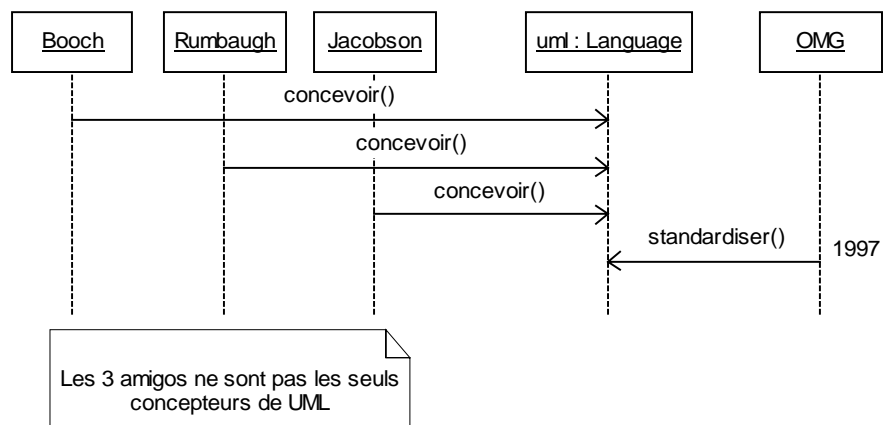 Booch
Rumbaugh
Jacobson
uml : Language
OMG
concevoir()
concevoir()
concevoir()
standardiser()
1997
Les 3 amigos ne sont pas les seuls
concepteurs de UML